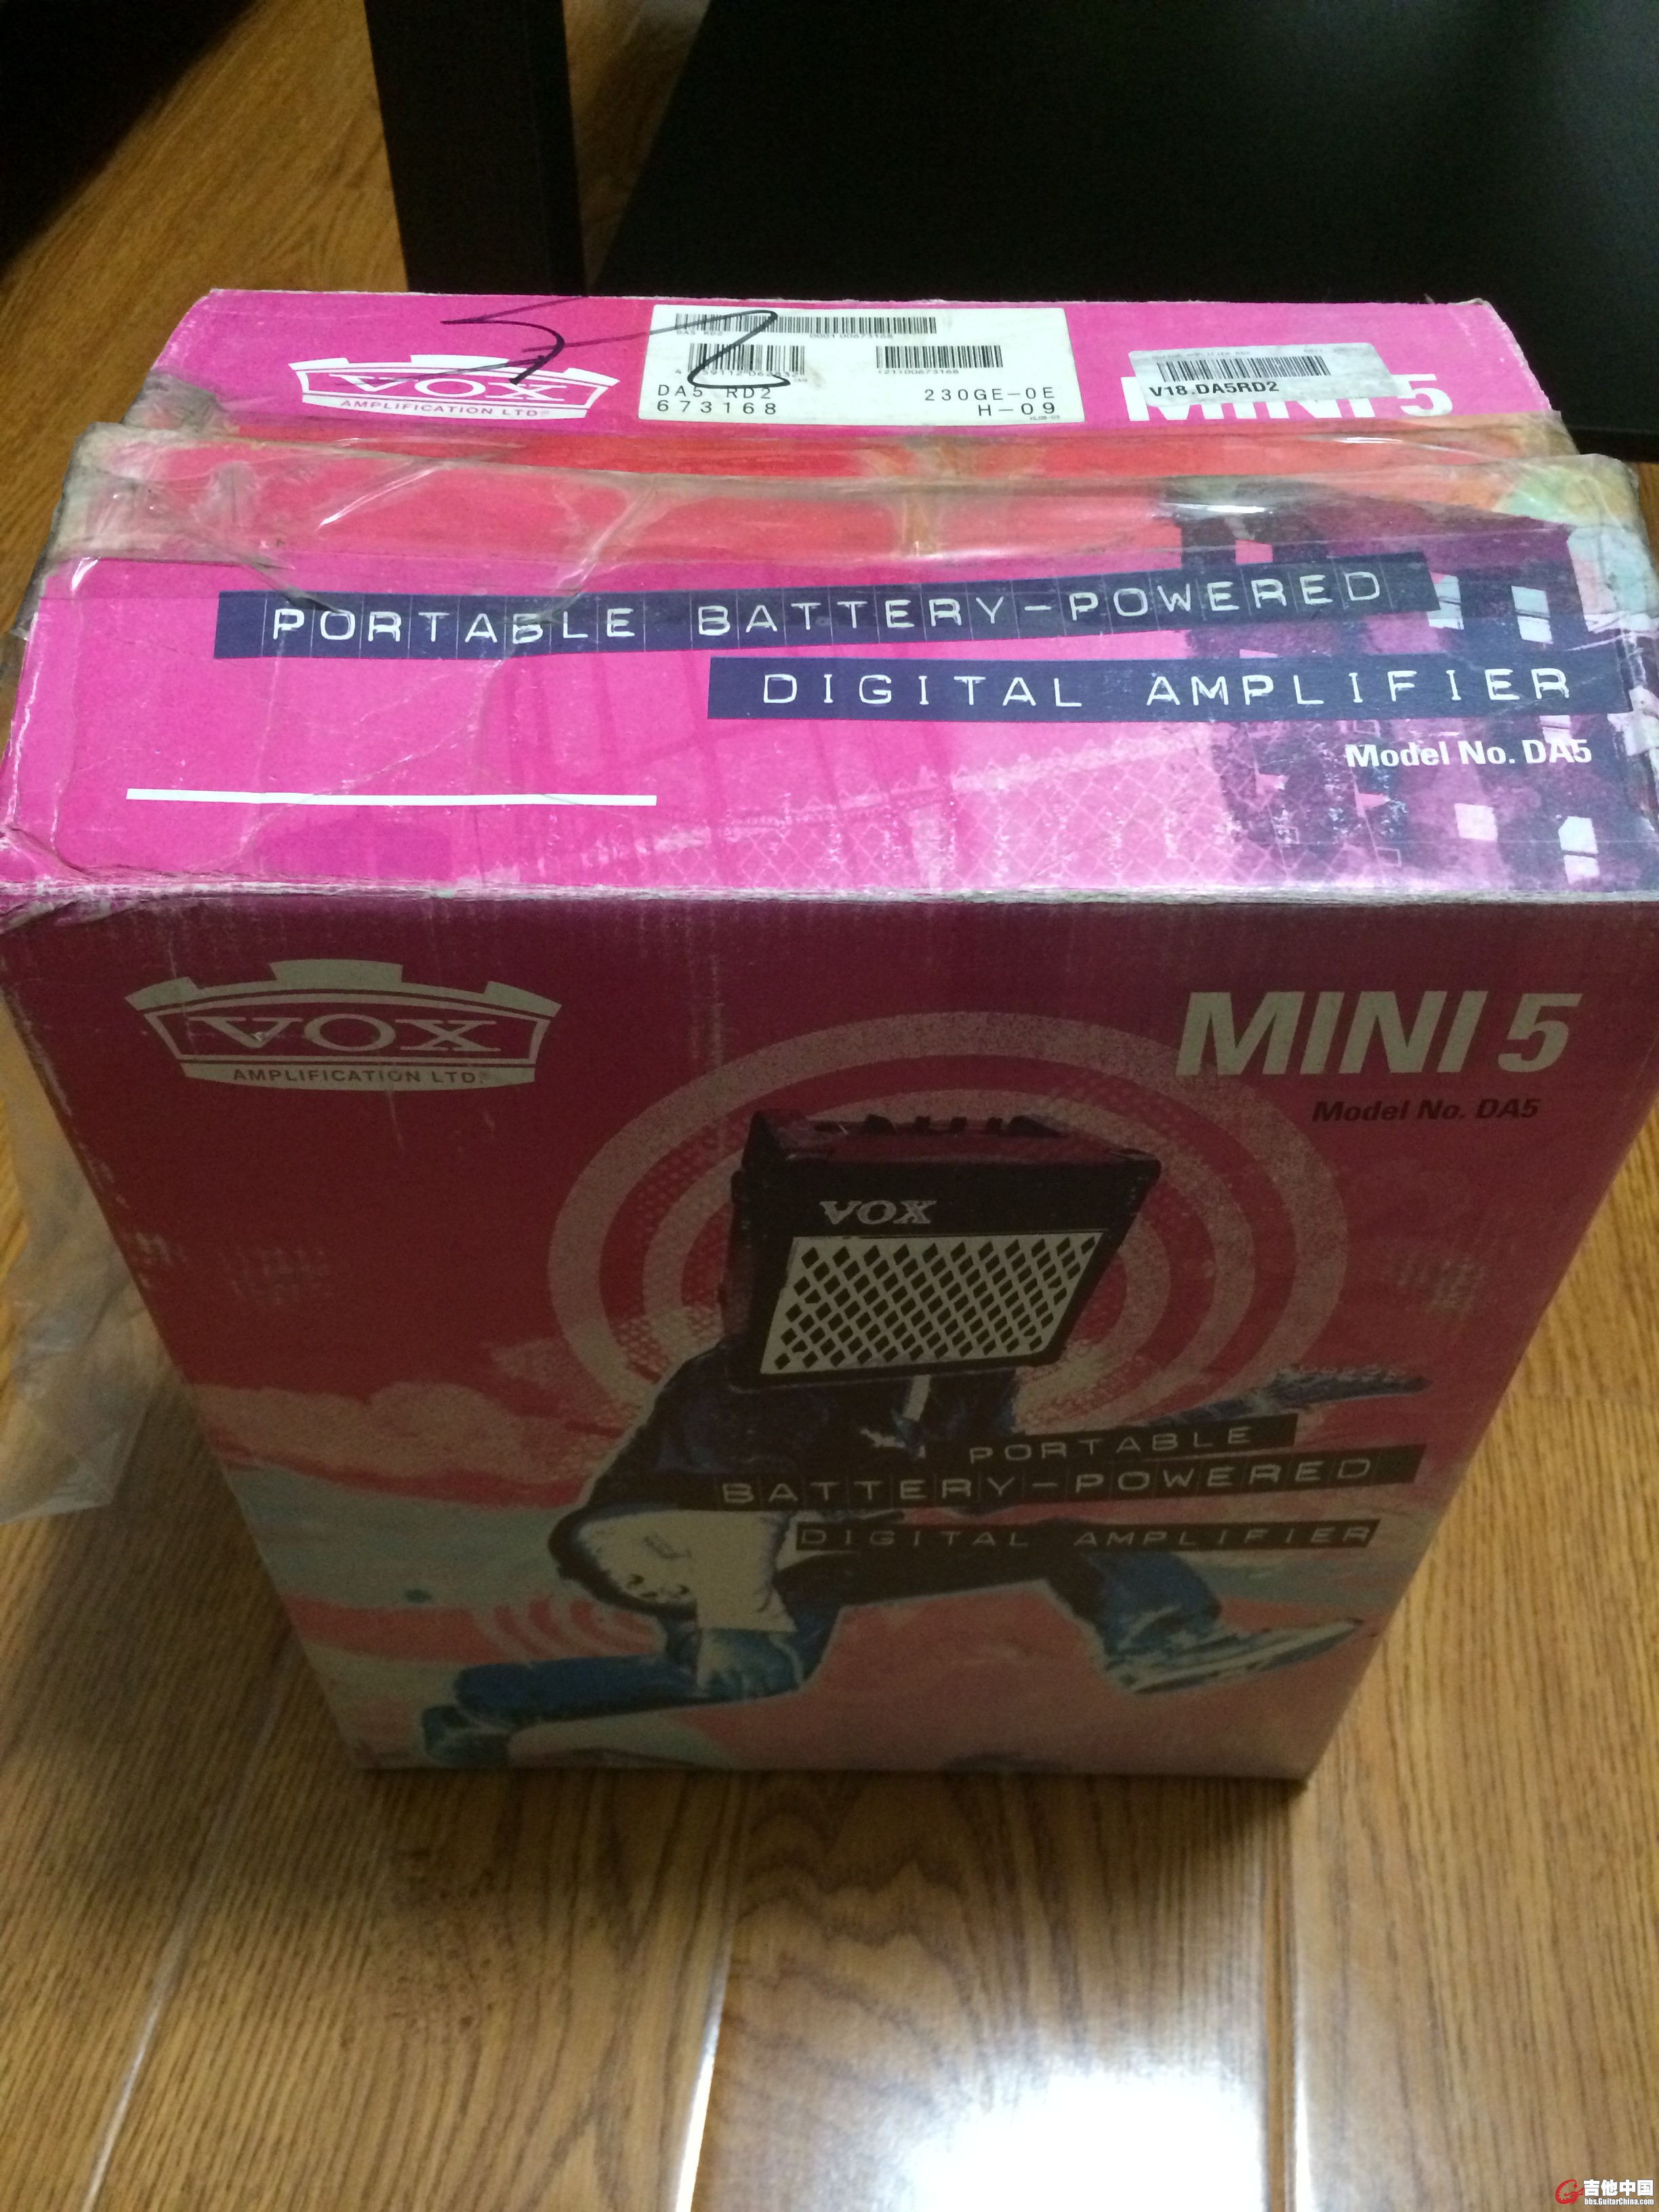 VOX
AMPLIFICATION LTD.
DA5 RD2
673168
230GE-0E
H-09
V18.DA5RD2
MINI 5
PORTABLE BATTERY-POWERED
DIGITAL AMPLIFIER
Model No. DA5
VOX
AMPLIFICATION LTD.
MINI 5
Model No. DA5
VOX
PORTABLE
BATTERY-POWERED
DIGITAL AMPLIFIER
吉他中国
bbs.GuitarChina.com